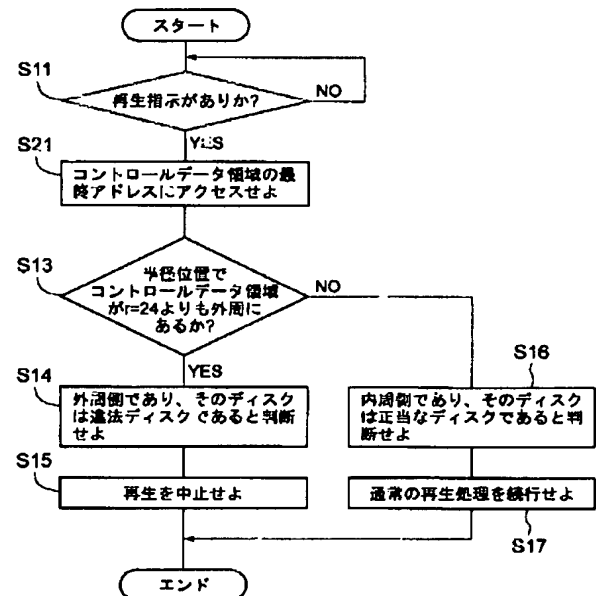 スタート
S11
再生指示がありか?
NO
YES
S21
コントロールデータ領域の最
終アドレスにアクセスせよ
S13
半径位置で
コントロールデータ領域
がr=24よりも外周に
あるか?
NO
YES
S14
外周側であり、そのディスク
は違法ディスクであると判断
せよ
S16
内周側であり、そのディスク
は正当なディスクであると判
断せよ
S15
再生を中止せよ
通常の再生処理を続行せよ
S17
エンド